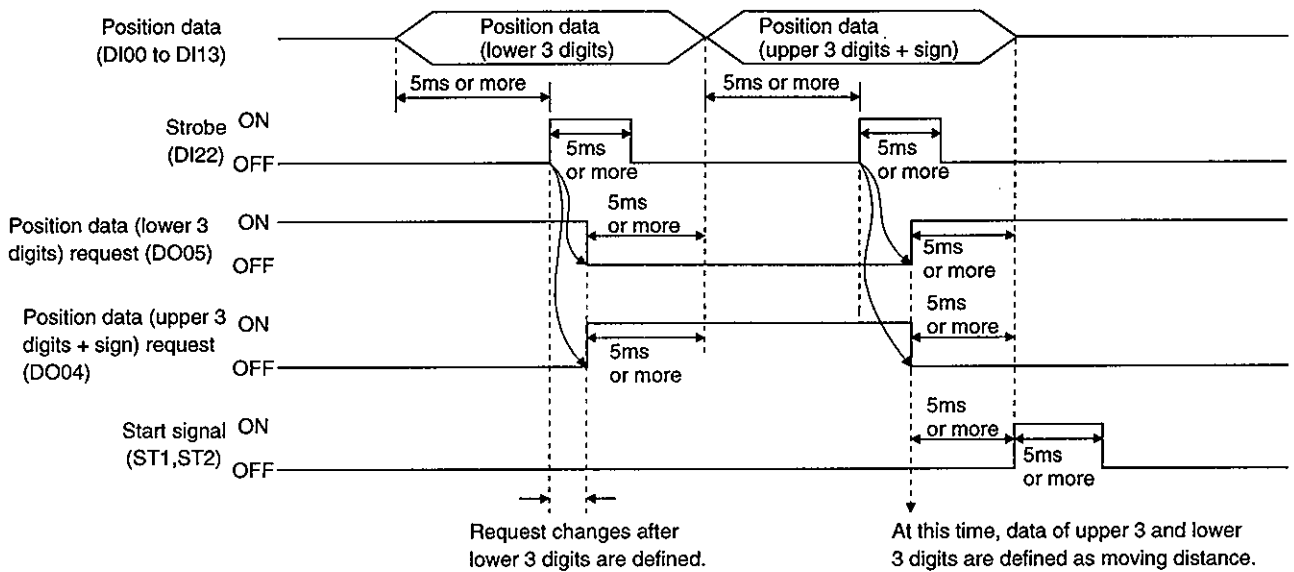 Position data
(DI00 to DI13)
Position data
(lower 3 digits)
Position data
(upper 3 digits + sign)
5ms or more
5ms or more
Strobe
(DI22)
ON
OFF
5ms
or more
5ms
or more
Position data (lower 3
digits) request (DO05)
ON
OFF
5ms
or more
5ms
or more
Position data (upper 3
digits + sign) request
(DO04)
ON
OFF
5ms
or more
5ms
or more
Start signal
(ST1,ST2)
ON
OFF
5ms
or more
5ms
or more
Request changes after
lower 3 digits are defined.
At this time, data of upper 3 and lower
3 digits are defined as moving distance.